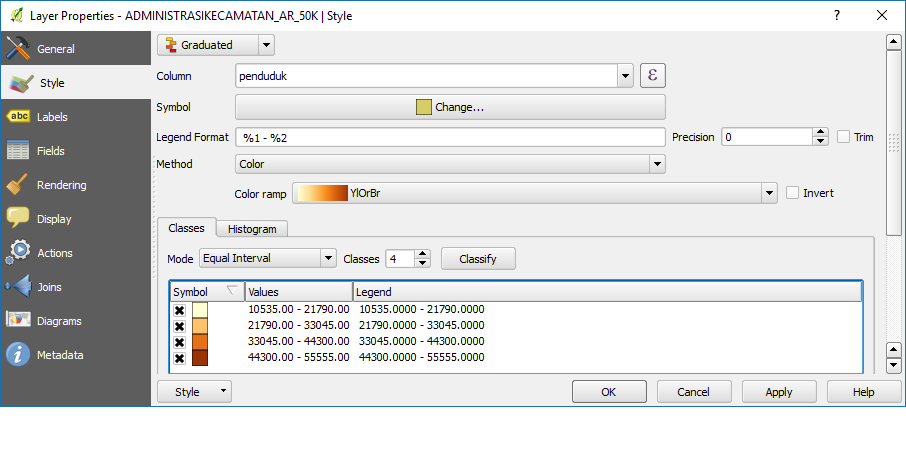 Layer Properties - ADMINISTRASIKECAMATAN_AR_50K | Style
?
General
Style
Labels
Fields
Rendering
Display
Actions
Joins
Diagrams
Metadata
abc
Graduated
Column penduduk ε
Symbol Change...
Legend Format %1 - %2 Precision 0 Trim
Method Color
Color ramp YlOrBr Invert
Classes Histogram
Mode Equal Interval Classes 4 Classify
Symbol Values Legend
10535.00 - 21790.00 10535.0000 - 21790.0000
21790.00 - 33045.00 21790.0000 - 33045.0000
33045.00 - 44300.00 33045.0000 - 44300.0000
44300.00 - 55555.00 44300.0000 - 55555.0000
Style OK Cancel Apply Help